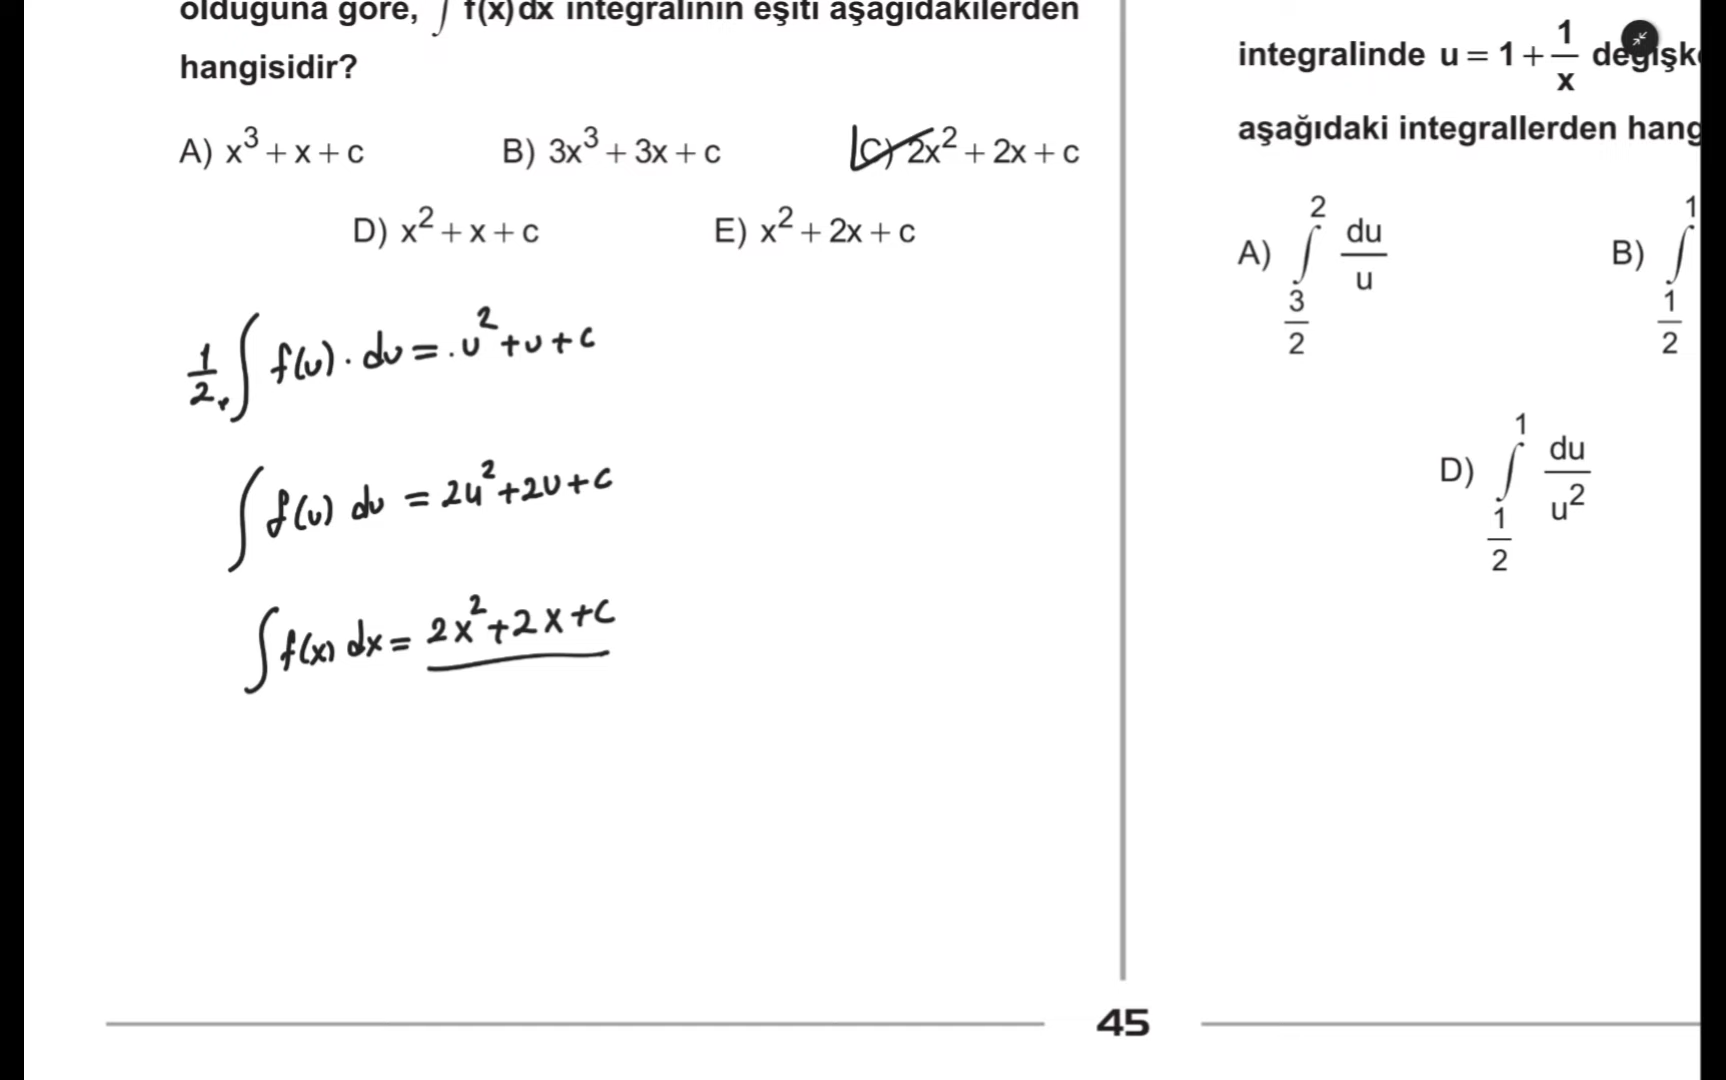 olduğuna göre, ∫ f(x)dx integralinin eşiti aşağıdakilerden
hangisidir?
A) x³ + x + c B) 3x³ + 3x + c C) 2x² + 2x + c
D) x² + x + c E) x² + 2x + c
1/2 . ∫ f(u) . du = . u² + u + c
∫ f(u) du = 2u² + 2u + c
∫ f(x) dx = 2x² + 2x + c
integralinde u = 1 + 1/x
aşağıdaki integrallerden
A) ∫ 3/2 2 du/u B) ∫ 1/2 1
D) ∫ 1/2 1 du/u²
45